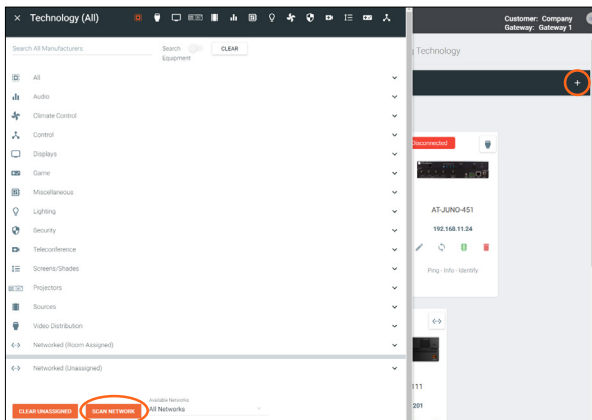 × Technology (All)
Customer: Company
Gateway: Gateway 1
Search All Manufacturers
Search Equipment
CLEAR
Technology
+
All
Audio
Climate Control
Control
Displays
Game
Miscellaneous
Lighting
Security
Teleconference
Screens/Shades
Projectors
Sources
Video Distribution
Networked (Room Assigned)
Networked (Unassigned)
CLEAR UNASSIGNED
SCAN NETWORK
Available Networks
All Networks
Disconnected
AT-JUNO-451
192.168.11.24
Ping - Info - Identify
111
201